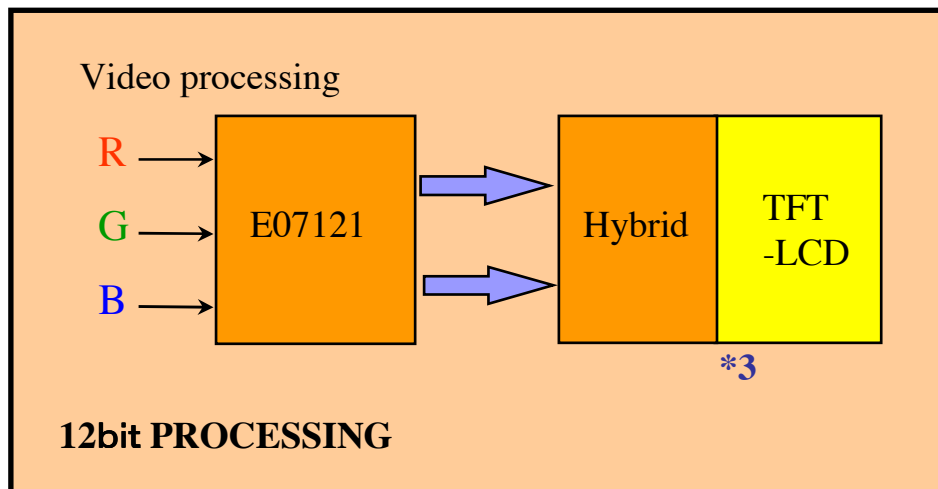 Video processing
R
G
B
E07121
Hybrid
TFT
-LCD
*3
12bit PROCESSING